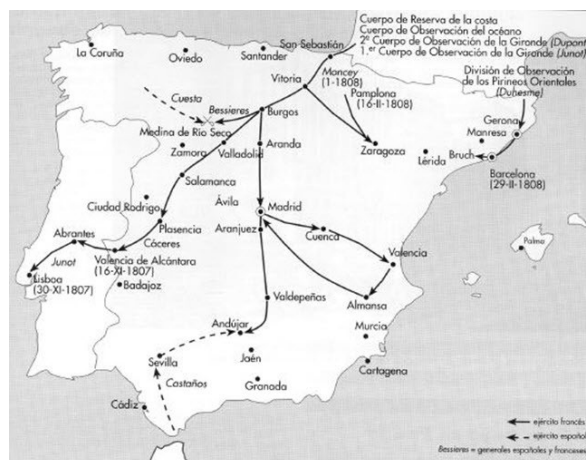 Cuerpo de Reserva de la costa
Cuerpo de Observación del océano
2º Cuerpo de Observación de la Gironde (Dupont)
1.er Cuerpo de Observación de la Gironde (Junot)
La Coruña
Oviedo
Santander
San Sebastián
Moncey
(1-1808)
División de Observación
de los Pirineos Orientales
(Duhesme)
Vitoria
Pamplona
(16-II-1808)
Cuesta
Bessieres
Burgos
Gerona
Medina de Rio Seco
Manresa
Zamora
Valladolid
Aranda
Zaragoza
Lérida
Bruch
Barcelona
(29-II-1808)
Salamanca
Ciudad Rodrigo
Ávila
Madrid
Plasencia
Aranjuez
Cuenca
Palma
Abrantes
Cáceres
Valencia
Junot
Valencia de Alcántara
(16-XI-1807)
Lisboa
(30-XI-1807)
Badajoz
Valdepeñas
Almansa
Andújar
Murcia
Sevilla
Jaén
Castaños
Granada
Cartagena
Cádiz
ejército francés
ejército español
Bessieres = generales españoles y franceses